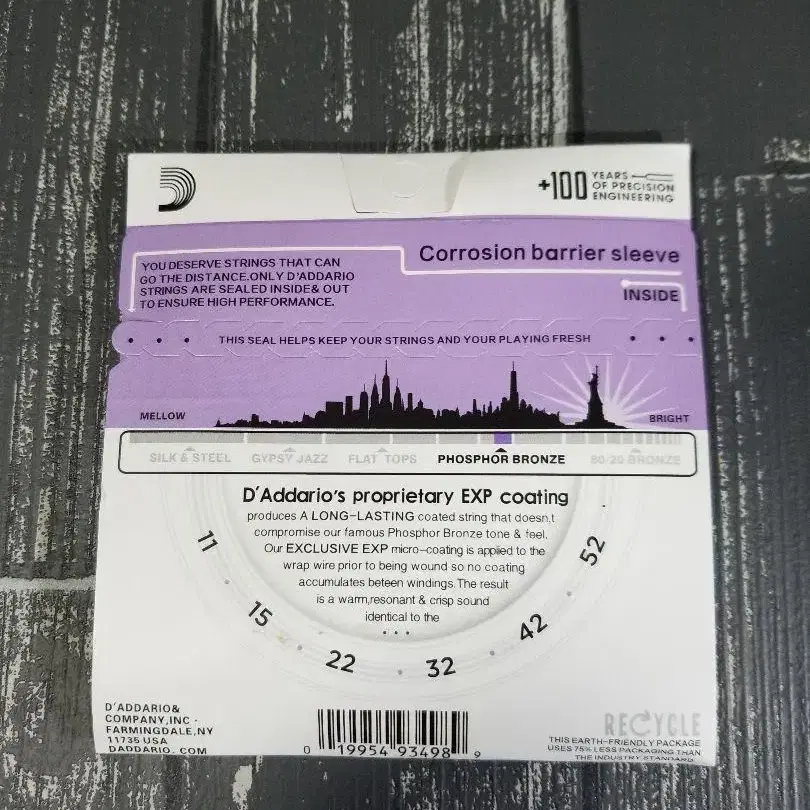 +100 YEARS
OF PRECISION
ENGINEERING
YOU DESERVE STRINGS THAT CAN
GO THE DISTANCE.ONLY D'ADDARIO
STRINGS ARE SEALED INSIDE& OUT
TO ENSURE HIGH PERFORMANCE.
Corrosion barrier sleeve
INSIDE
THIS SEAL HELPS KEEP YOUR STRINGS AND YOUR PLAYING FRESH
MELLOW
BRIGHT
SILK & STEEL GYPSY JAZZ FLAT TOPS PHOSPHOR BRONZE 80/20 BRONZE
D'Addario's proprietary EXP coating
produces A LONG-LASTING coated string that doesn,t
compromise our famous Phosphor Bronze tone & feel.
Our EXCLUSIVE EXP micro-coating is applied to the
wrap wire prior to being wound so no coating
accumulates beteen windings.The result
is a warm,resonant & crisp sound
identical to the
...
11 15 22 32 42 52
D'ADDARIO&
COMPANY,INC·
FARMINGDALE,NY
11735 USA
DADDARIO. COM
0 19954 93498 9
RECYCLE
THIS EARTH-FRIENDLY PACKAGE
USES 75% LESS PACKAGING THAN
THE INDUSTRY STANDARD.